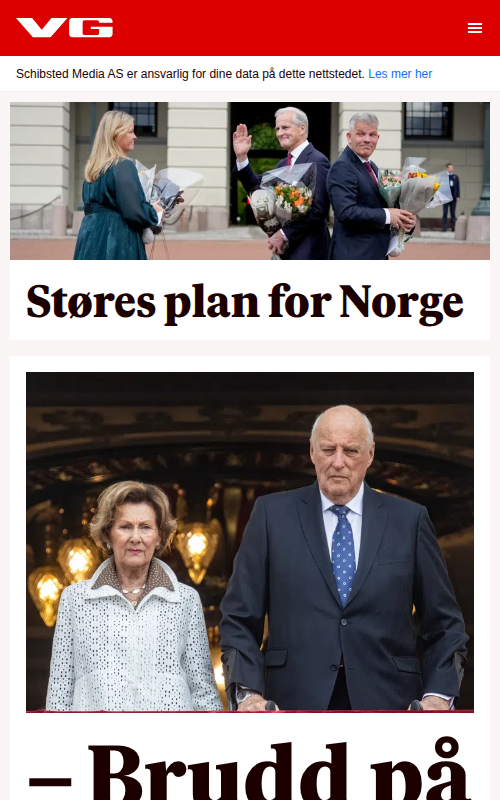 VG
Schibsted Media AS er ansvarlig for dine data på dette nettstedet. Les mer her
Støres plan for Norge
– Brudd på